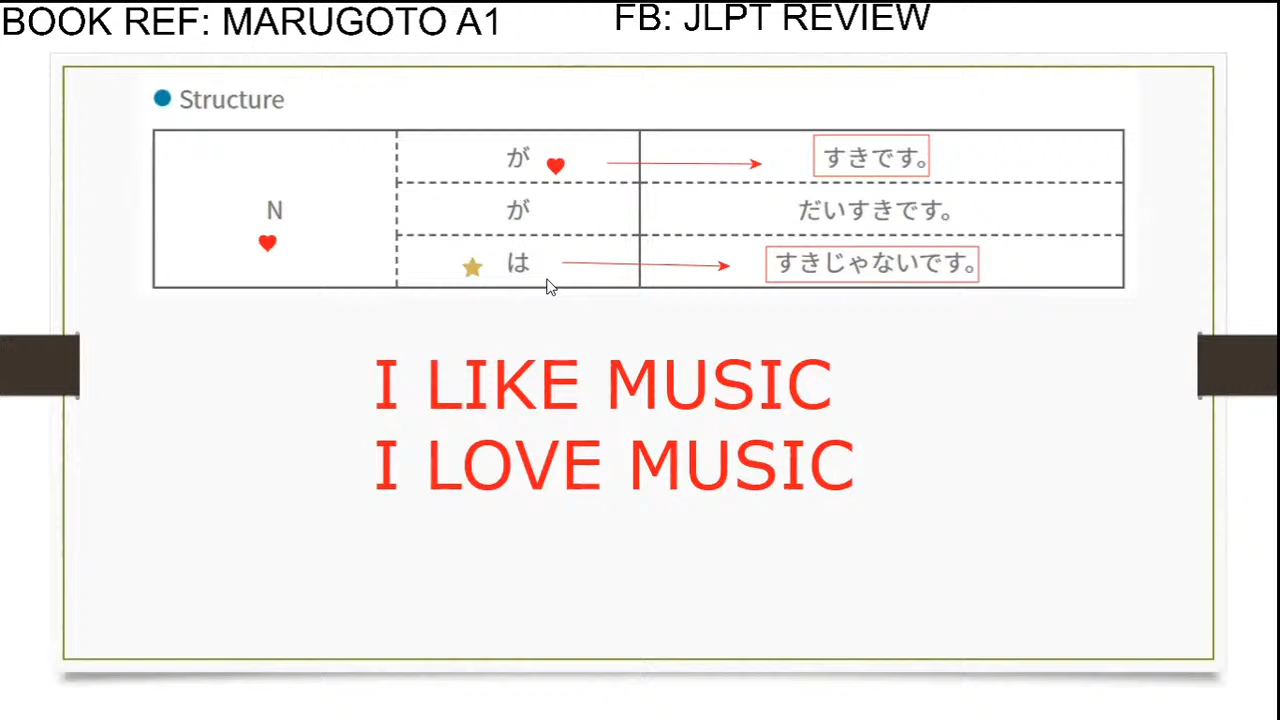 BOOK REF: MARUGOTO A1
FB: JLPT REVIEW
Structure
が すきです。
N が だいすきです。
は すきじゃないです。
I LIKE MUSIC
I LOVE MUSIC